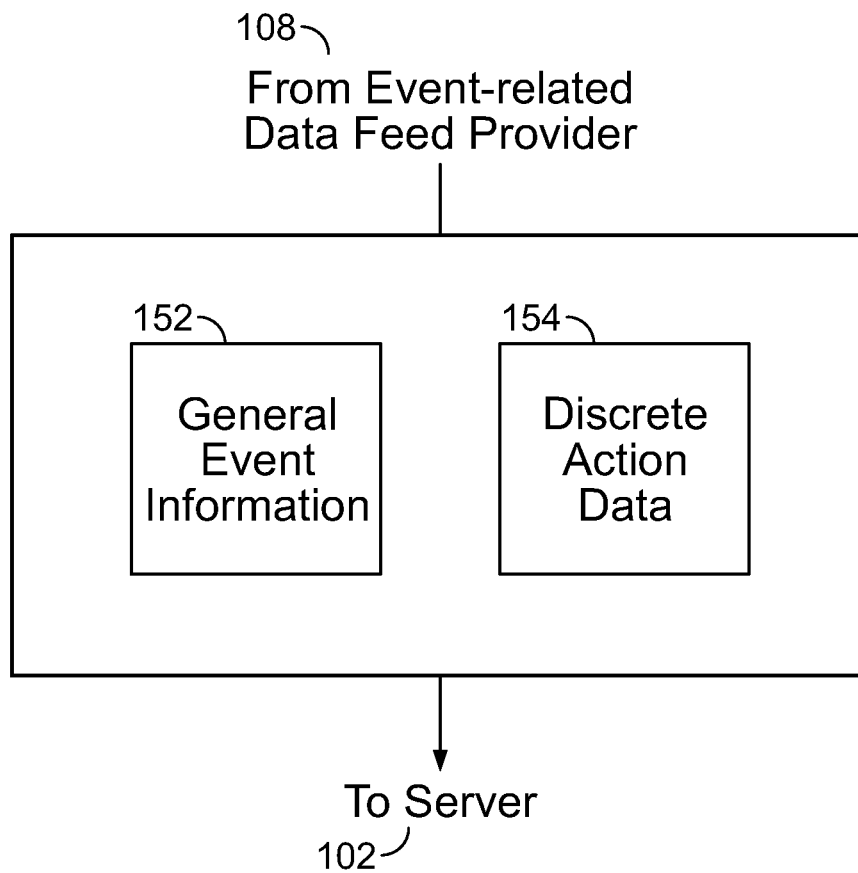 108
From Event-related
Data Feed Provider
152
154
General
Event
Information
Discrete
Action
Data
To Server
102